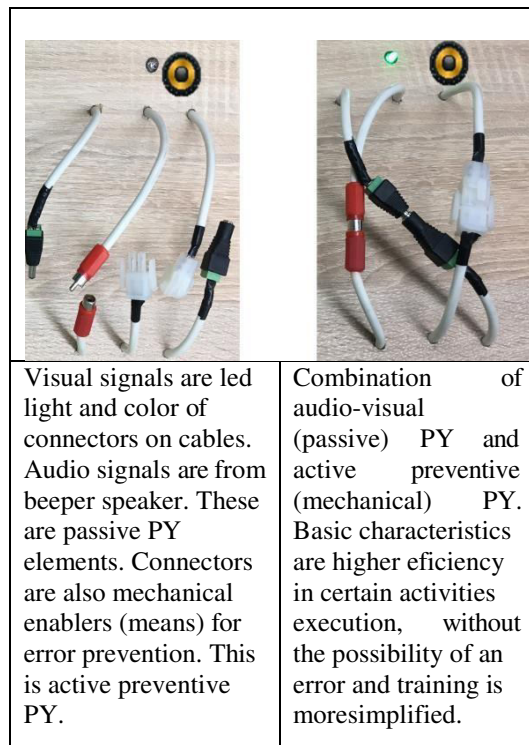 Visual signals are led
light and color of
connectors on cables.
Audio signals are from
beeper speaker. These
are passive PY
elements. Connectors
are also mechanical
enablers (means) for
error prevention. This
is active preventive
PY.
Combination of
audio-visual
(passive) PY and
active preventive
(mechanical) PY.
Basic characteristics
are higher eficiency
in certain activities
execution, without
the possibility of an
error and training is
moresimplified.